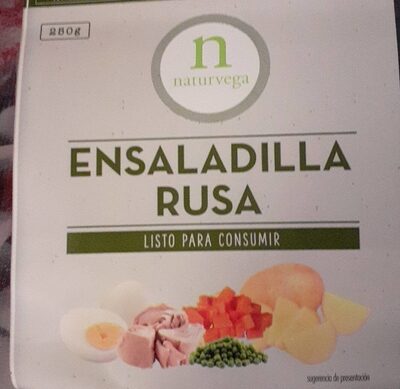 250g
n
naturvega
ENSALADILLA
RUSA
LISTO PARA CONSUMIR
sugerencia de presentación